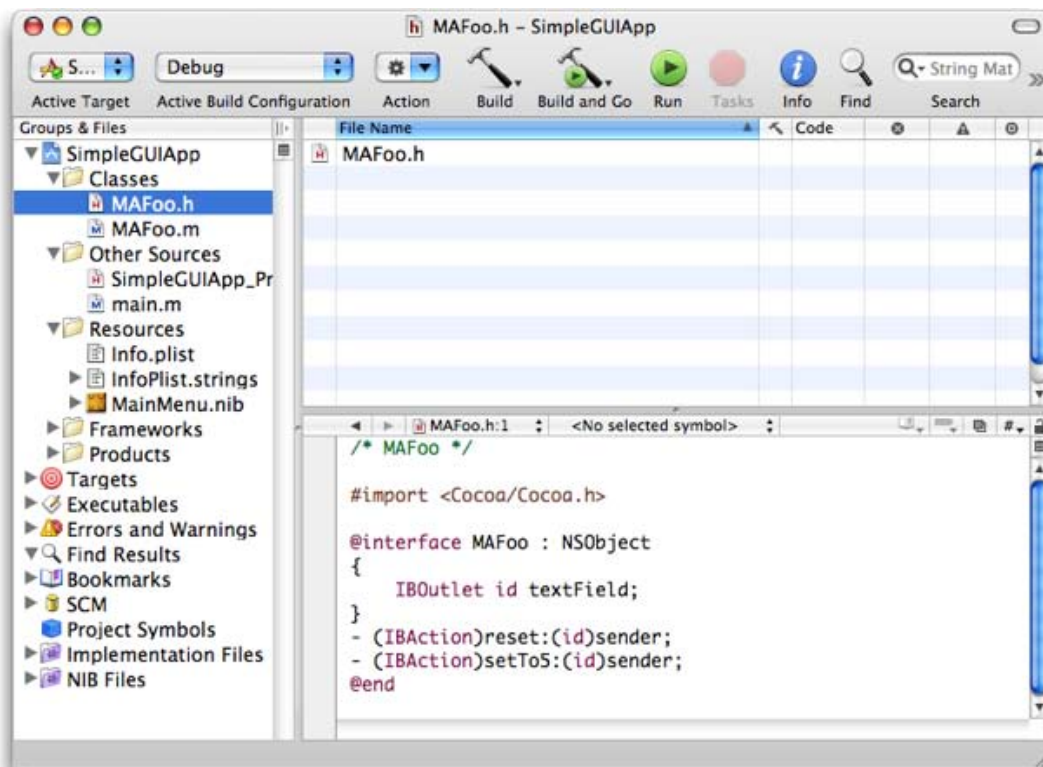 MAFoo.h – SimpleGUIApp
S... Debug
Active Target Active Build Configuration Action Build Build and Go Run Tasks Info Find Search
String Mat
Groups & Files
File Name Code
SimpleGUIApp
MAFoo.h
Classes
MAFoo.h
MAFoo.m
Other Sources
SimpleGUIApp_Pr
main.m
Resources
Info.plist
InfoPlist.strings
MainMenu.nib
Frameworks
Products
Targets
Executables
Errors and Warnings
Find Results
Bookmarks
SCM
Project Symbols
Implementation Files
NIB Files
MAFoo.h:1 <No selected symbol> #
/* MAFoo */
#import <Cocoa/Cocoa.h>
@interface MAFoo : NSObject
{
IBOutlet id textField;
}
- (IBAction)reset:(id)sender;
- (IBAction)setTo5:(id)sender;
@end